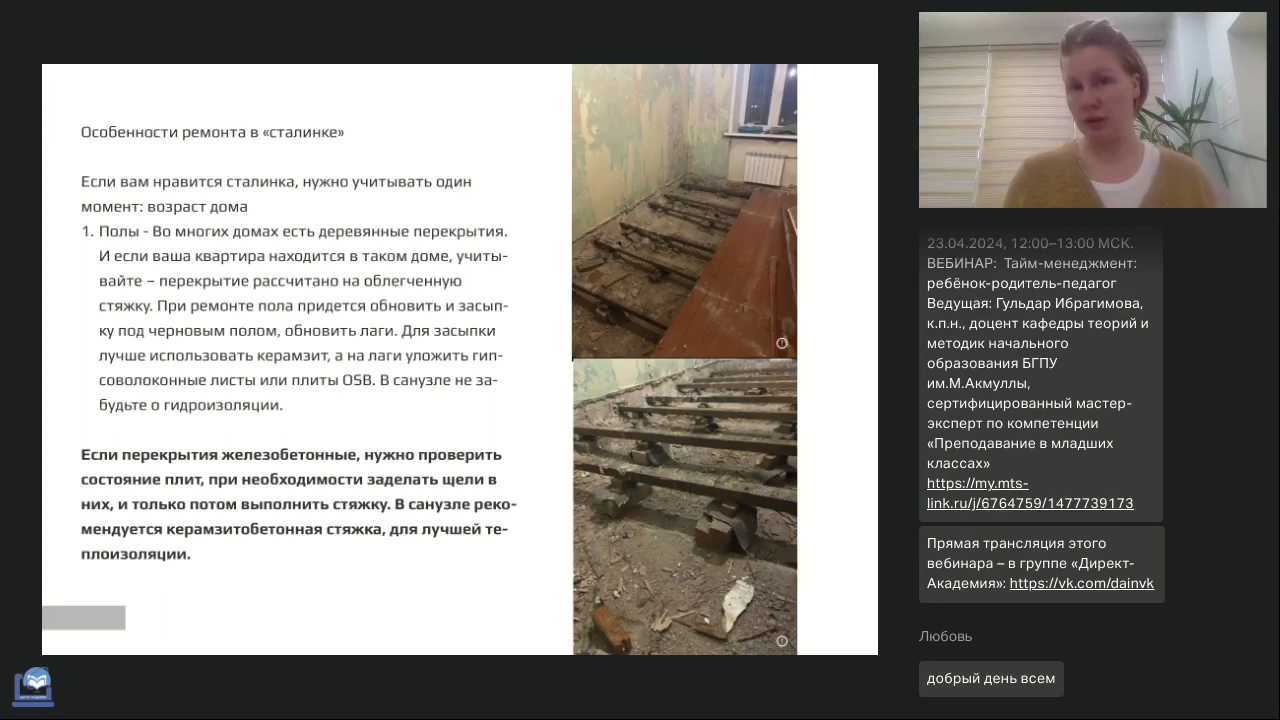 Особенности ремонта в «сталинке»
Если вам нравится сталинка, нужно учитывать один
момент: возраст дома
1. Полы - Во многих домах есть деревянные перекрытия.
И если ваша квартира находится в таком доме, учиты-
вайте – перекрытие рассчитано на облегченную
стяжку. При ремонте пола придется обновить и засып-
ку под черновым полом, обновить лаги. Для засыпки
лучше использовать керамзит, а на лаги уложить гип-
соволоконные листы или плиты OSB. В санузле не за-
будьте о гидроизоляции.
Если перекрытия железобетонные, нужно проверить
состояние плит, при необходимости заделать щели в
них, и только потом выполнить стяжку. В санузле реко-
мендуется керамзитобетонная стяжка, для лучшей те-
плоизоляции.
23.04.2024, 12:00–13:00 МСК.
ВЕБИНАР: Тайм-менеджмент:
ребёнок-родитель-педагог
Ведущая: Гульдар Ибрагимова,
к.п.н., доцент кафедры теорий и
методик начального
образования БГПУ
им.М.Акмуллы,
сертифицированный мастер-
эксперт по компетенции
«Преподавание в младших
классах»
https://my.mts-
link.ru/j/6764759/1477739173
Прямая трансляция этого
вебинара – в группе «Директ-
Академия»: https://vk.com/dainvk
Любовь
добрый день всем